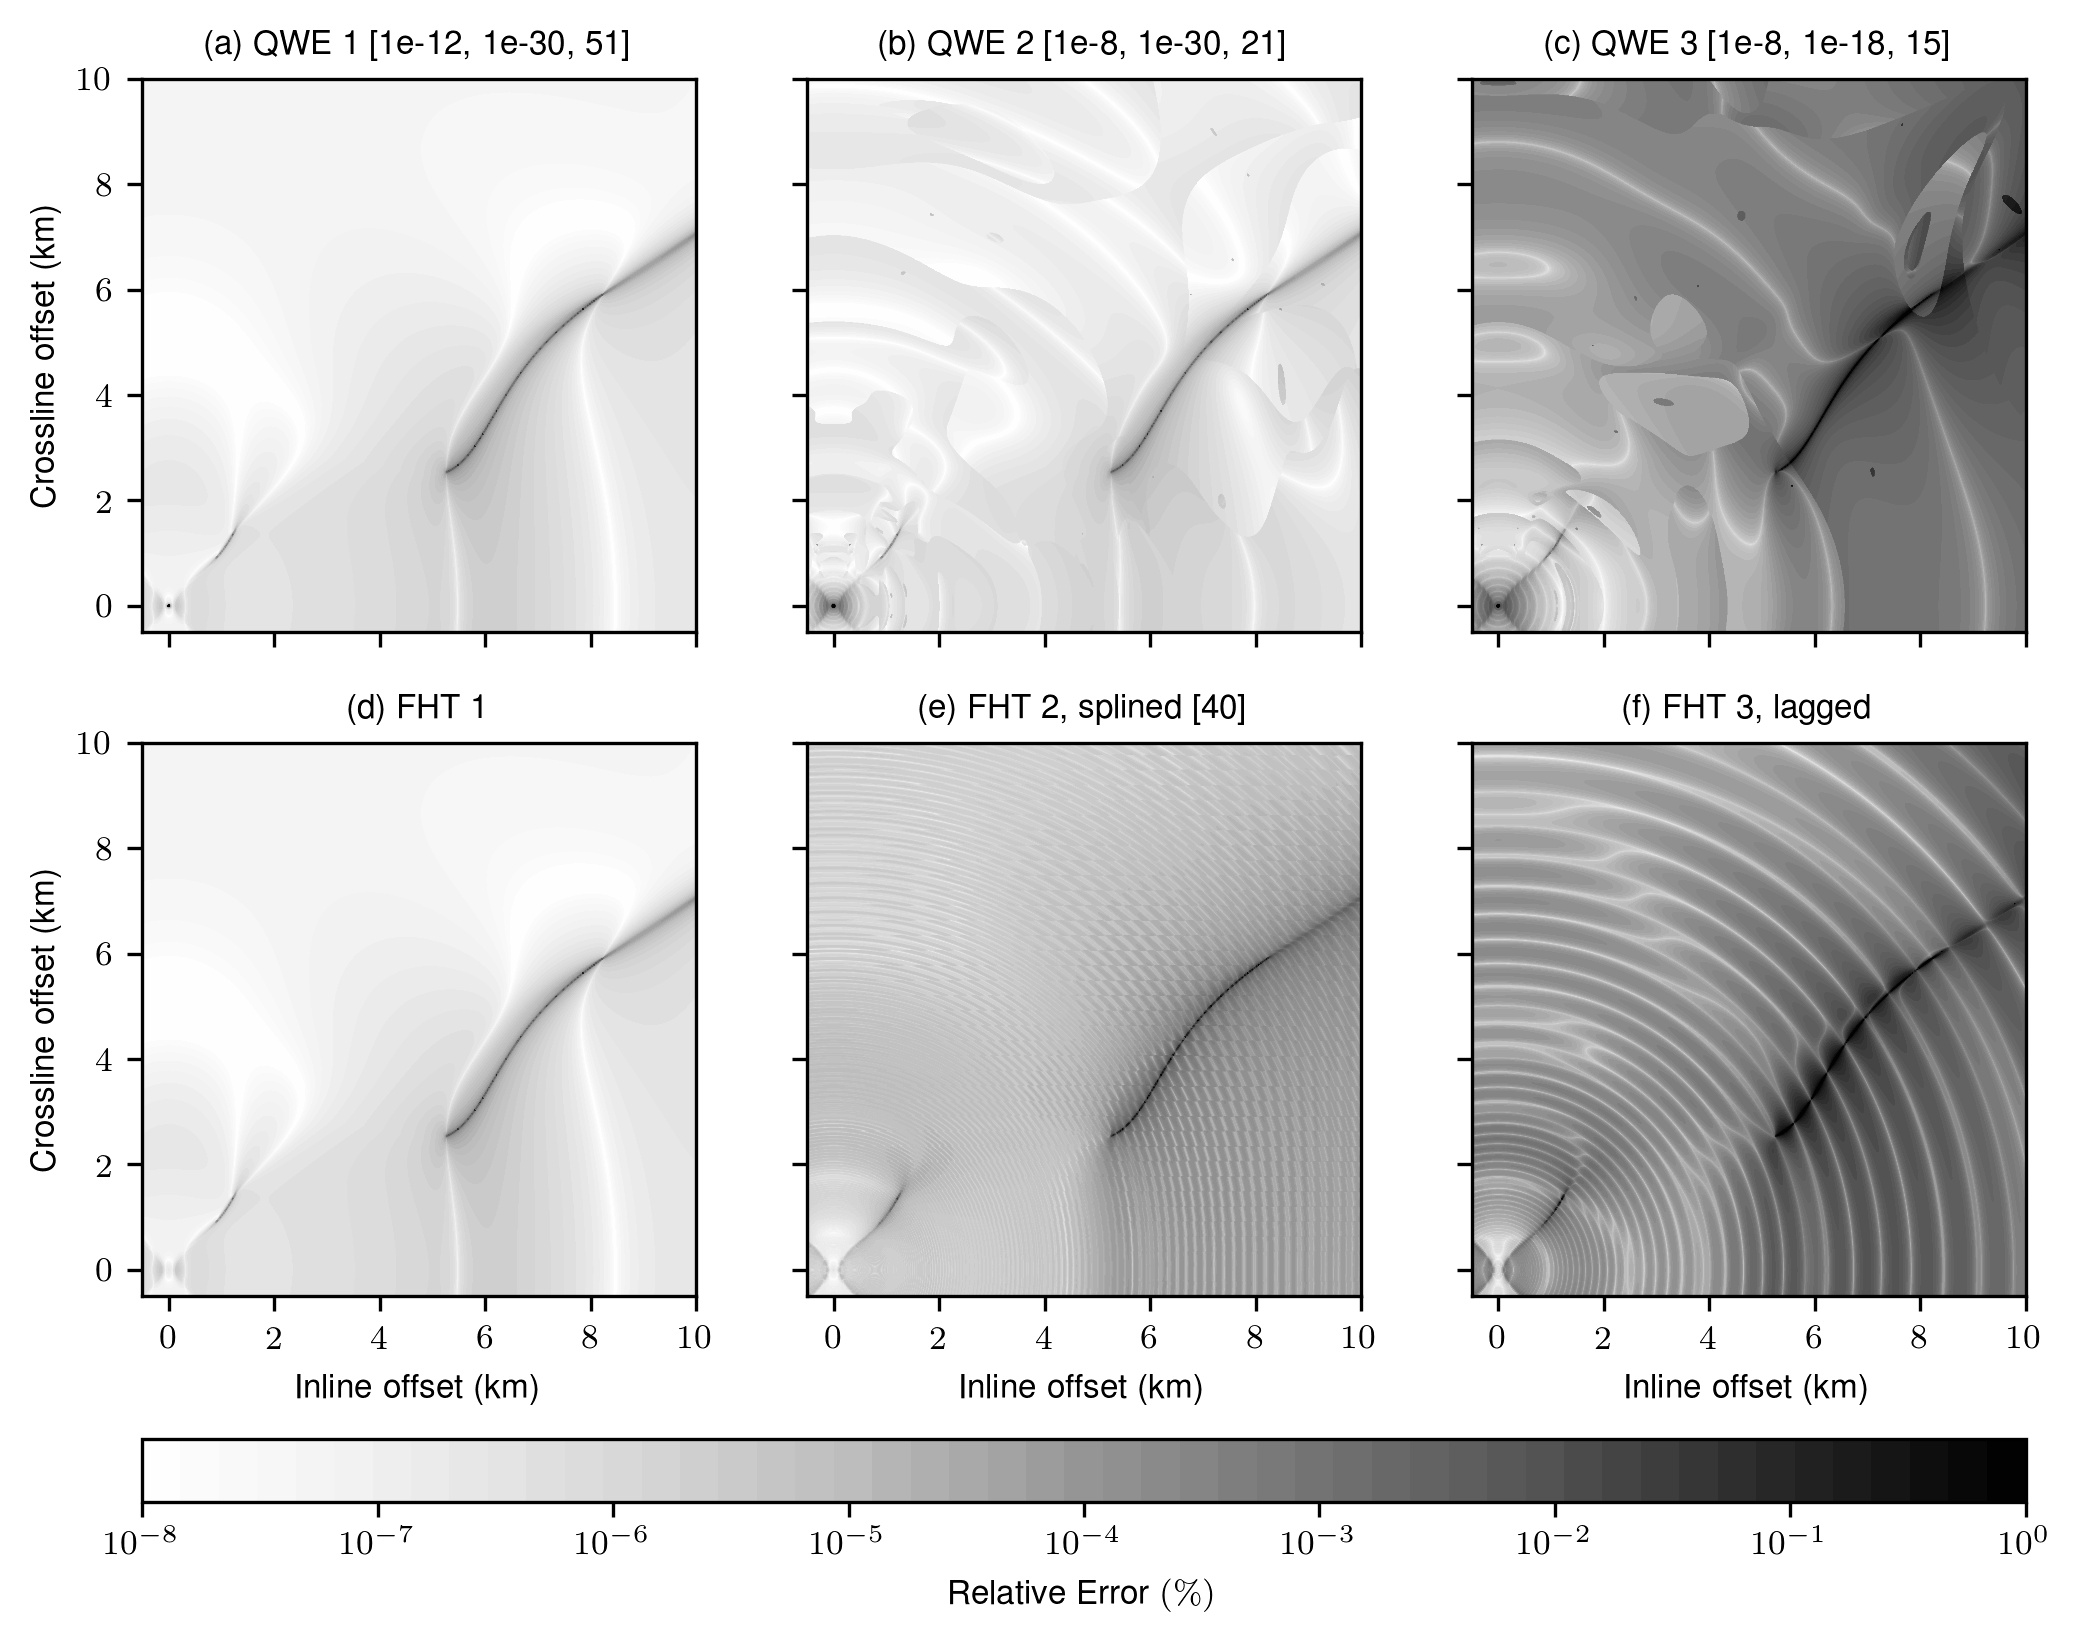 (a) QWE 1 [1e-12, 1e-30, 51]
(b) QWE 2 [1e-8, 1e-30, 21]
(c) QWE 3 [1e-8, 1e-18, 15]
10
8
6
4
2
0
Crossline offset (km)
(d) FHT 1
(e) FHT 2, splined [40]
(f) FHT 3, lagged
10
8
6
4
2
0
Crossline offset (km)
0 2 4 6 8 10
0 2 4 6 8 10
0 2 4 6 8 10
Inline offset (km)
Inline offset (km)
Inline offset (km)
10⁻⁸ 10⁻⁷ 10⁻⁶ 10⁻⁵ 10⁻⁴ 10⁻³ 10⁻² 10⁻¹ 10⁰
Relative Error (%)